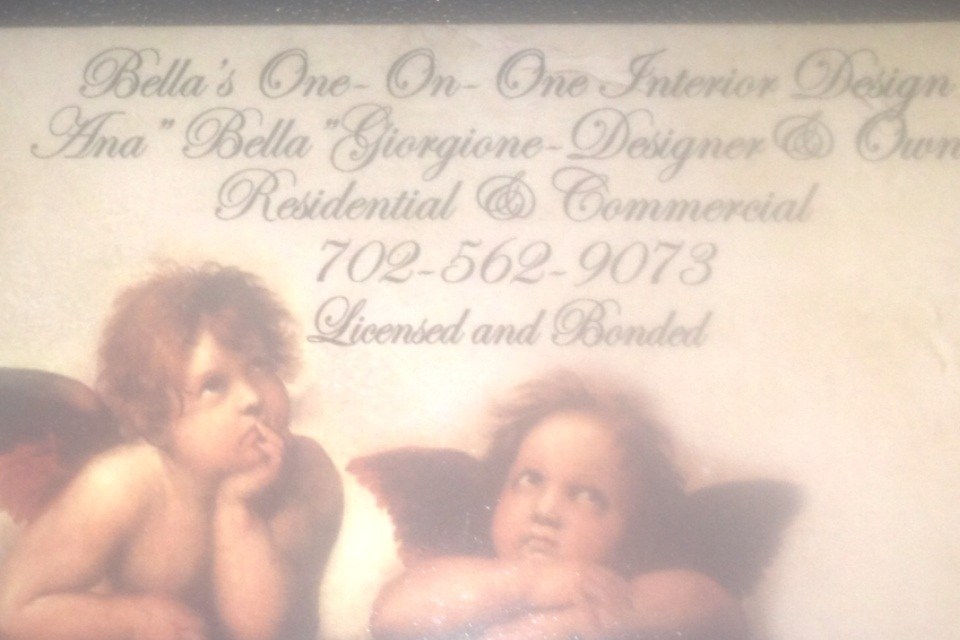 Bella's One-On-One Interior Design
Ana "Bella" Giorgione-Designer & Own
Residential & Commercial
702-562-9073
Licensed and Bonded